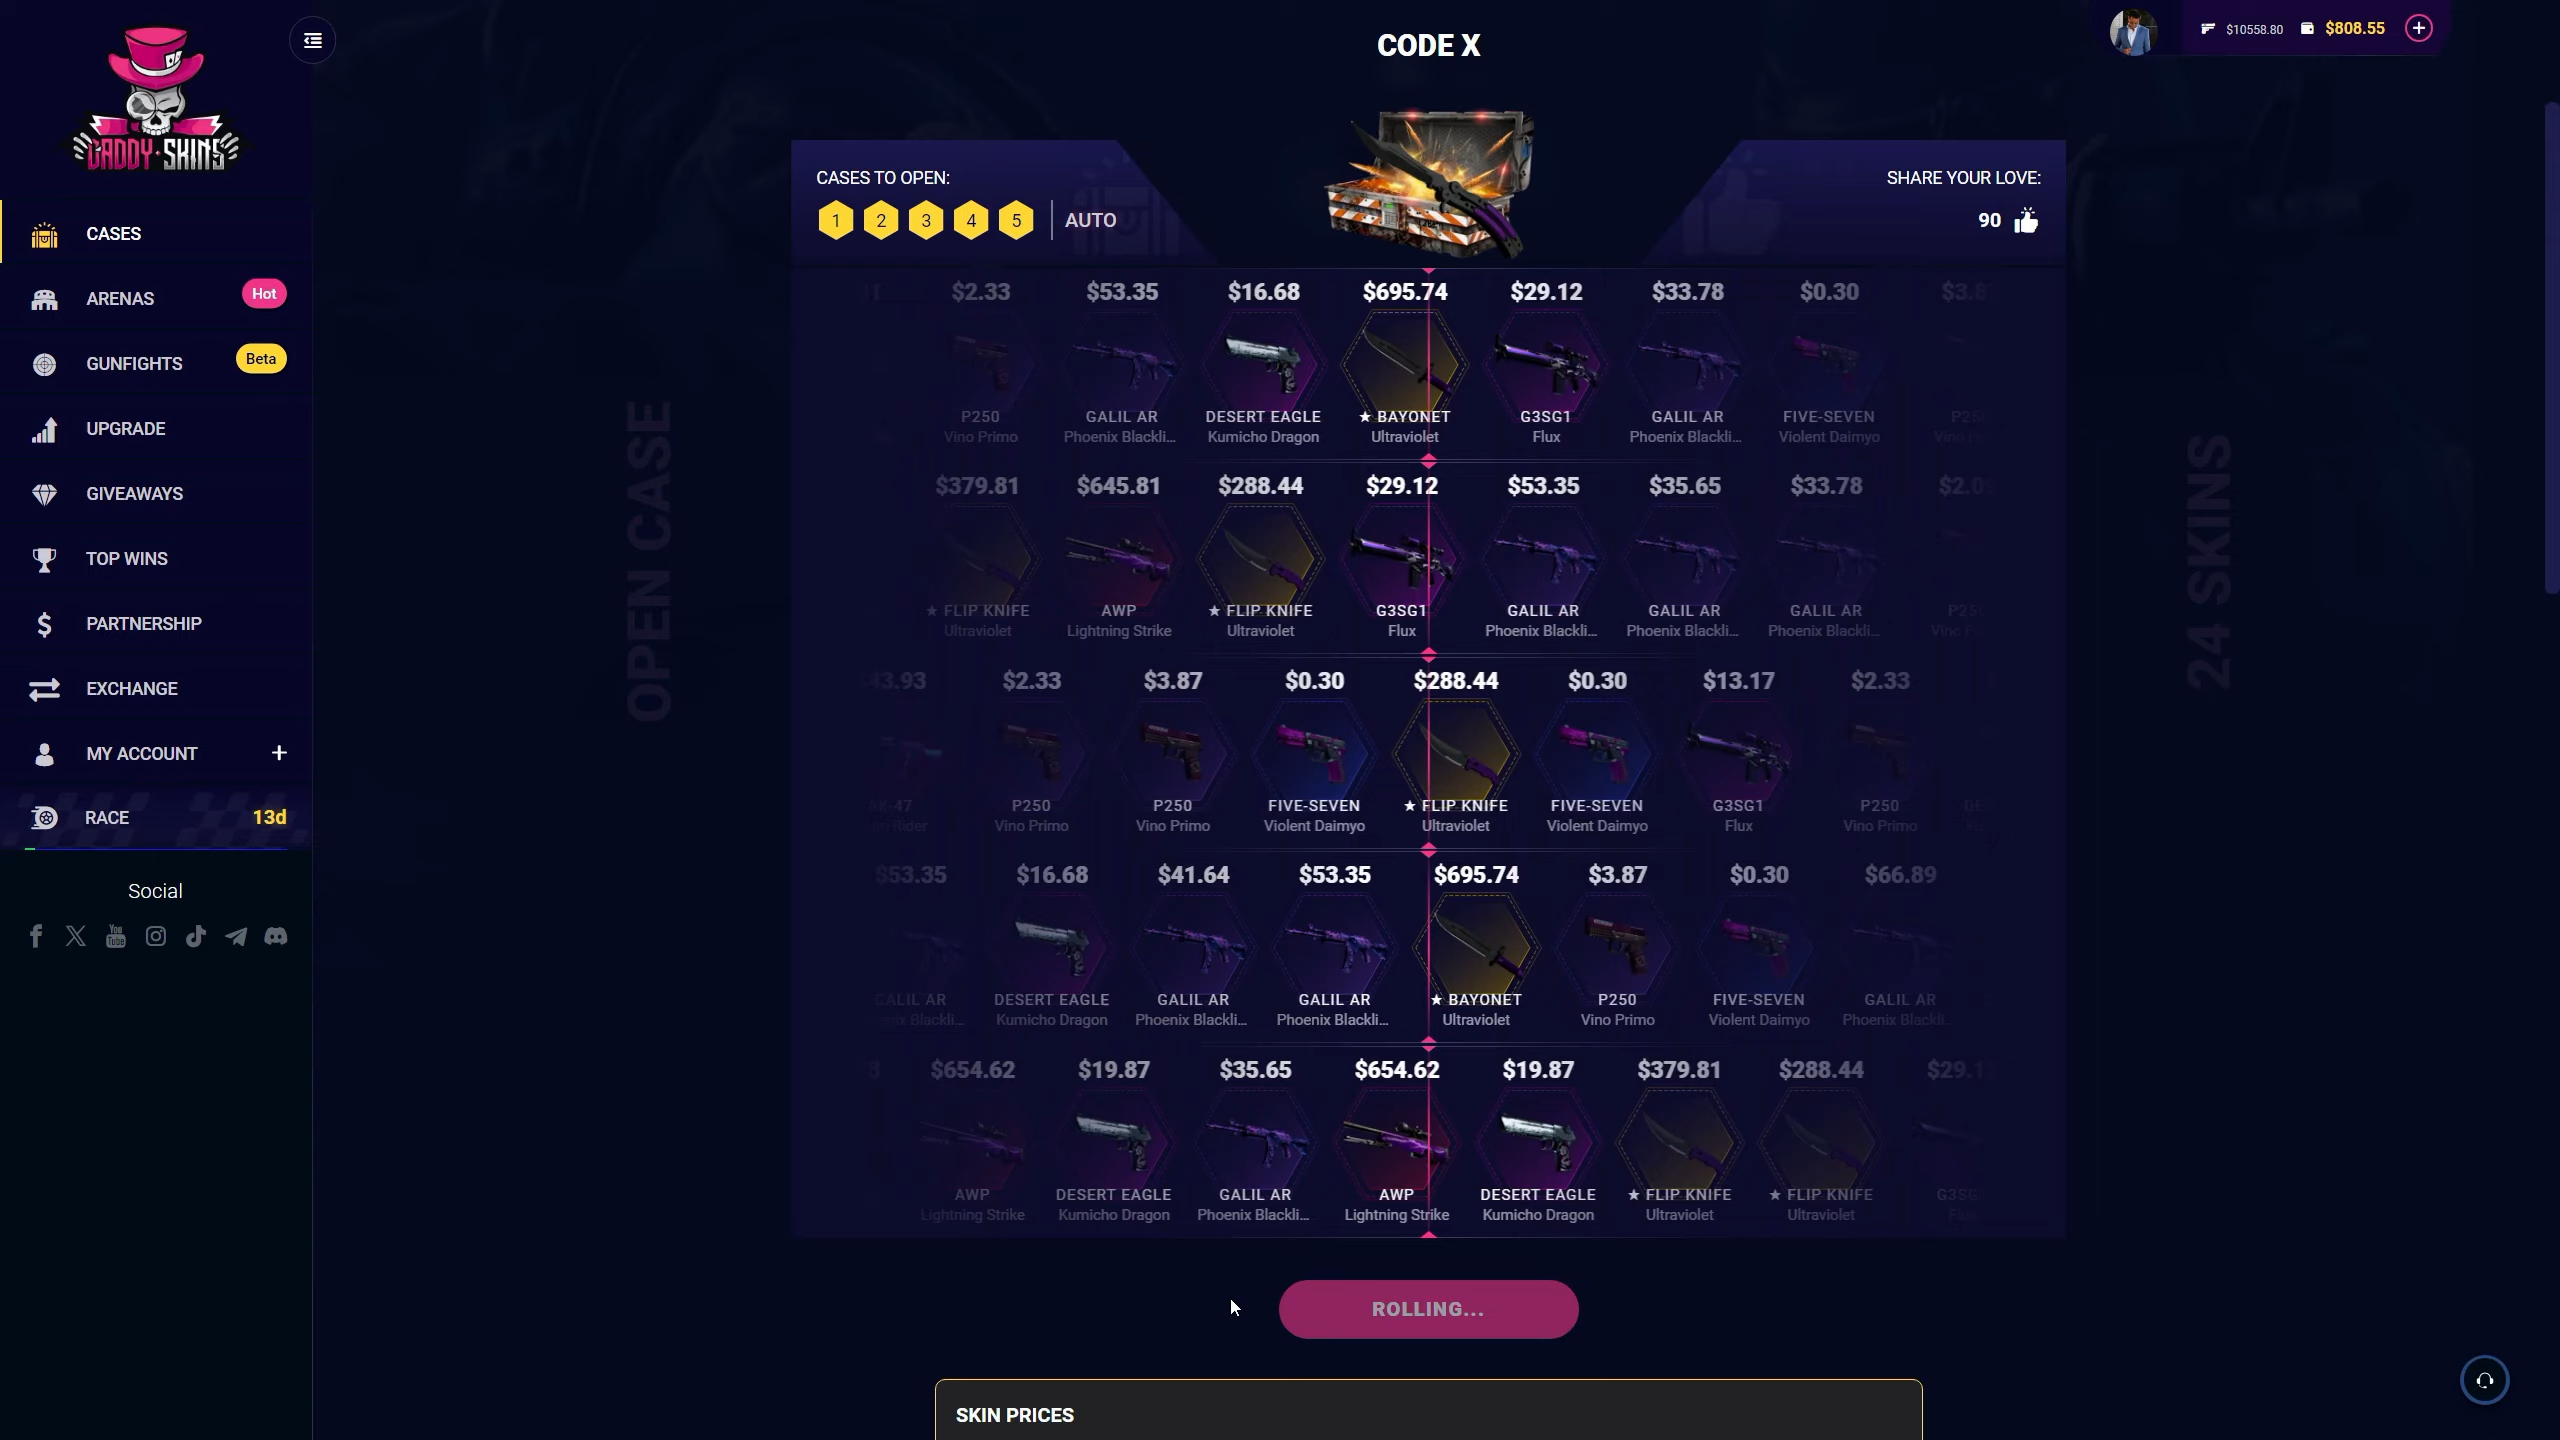 CODE X
$10558.80
$808.55
DADDY SKINS
CASES
ARENAS
Hot
GUNFIGHTS
Beta
UPGRADE
GIVEAWAYS
TOP WINS
PARTNERSHIP
EXCHANGE
MY ACCOUNT
RACE
13d
Social
You
Tube
OPEN CASE
24 SKINS
CASES TO OPEN:
1 2 3 4 5 AUTO
SHARE YOUR LOVE:
90
$2.33 $53.35 $16.68 $695.74 $29.12 $33.78 $0.30
P250 GALIL AR DESERT EAGLE ★ BAYONET G3SG1 GALIL AR FIVE-SEVEN
Vino Primo Phoenix Blackli... Kumicho Dragon Ultraviolet Flux Phoenix Blackli... Violent Daimyo
$379.81 $645.81 $288.44 $29.12 $53.35 $35.65 $33.78
★ FLIP KNIFE AWP ★ FLIP KNIFE G3SG1 GALIL AR GALIL AR GALIL AR
Ultraviolet Lightning Strike Ultraviolet Flux Phoenix Blackli... Phoenix Blackli... Phoenix Blackli...
$2.33 $3.87 $0.30 $288.44 $0.30 $13.17 $2.33
AK-47 P250 P250 FIVE-SEVEN ★ FLIP KNIFE FIVE-SEVEN G3SG1 P250
Vino Primo Vino Primo Violent Daimyo Ultraviolet Violent Daimyo Flux Vino Primo
$53.35 $16.68 $41.64 $53.35 $695.74 $3.87 $0.30 $66.89
GALIL AR DESERT EAGLE GALIL AR GALIL AR ★ BAYONET P250 FIVE-SEVEN GALIL AR
Kumicho Dragon Phoenix Blackli... Phoenix Blackli... Ultraviolet Vino Primo Violent Daimyo Phoenix Blackli...
$654.62 $19.87 $35.65 $654.62 $19.87 $379.81 $288.44
AWP DESERT EAGLE GALIL AR AWP DESERT EAGLE ★ FLIP KNIFE ★ FLIP KNIFE
Lightning Strike Kumicho Dragon Phoenix Blackli... Lightning Strike Kumicho Dragon Ultraviolet Ultraviolet
ROLLING...
SKIN PRICES